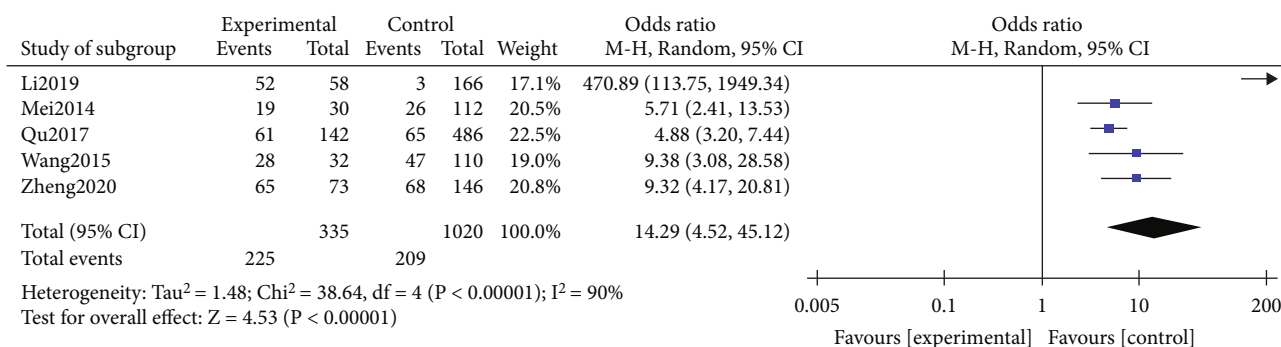 Experimental Control Odds ratio Odds ratio
Study of subgroup Events Total Events Total Weight M-H, Random, 95% CI M-H, Random, 95% CI
Li2019 52 58 3 166 17.1% 470.89 (113.75, 1949.34)
Mei2014 19 30 26 112 20.5% 5.71 (2.41, 13.53)
Qu2017 61 142 65 486 22.5% 4.88 (3.20, 7.44)
Wang2015 28 32 47 110 19.0% 9.38 (3.08, 28.58)
Zheng2020 65 73 68 146 20.8% 9.32 (4.17, 20.81)
Total (95% CI) 335 1020 100.0% 14.29 (4.52, 45.12)
Total events 225 209
Heterogeneity: Tau² = 1.48; Chi² = 38.64, df = 4 (P < 0.00001); I² = 90%
Test for overall effect: Z = 4.53 (P < 0.00001)
0.005 0.1 1 10 200
Favours [experimental] Favours [control]